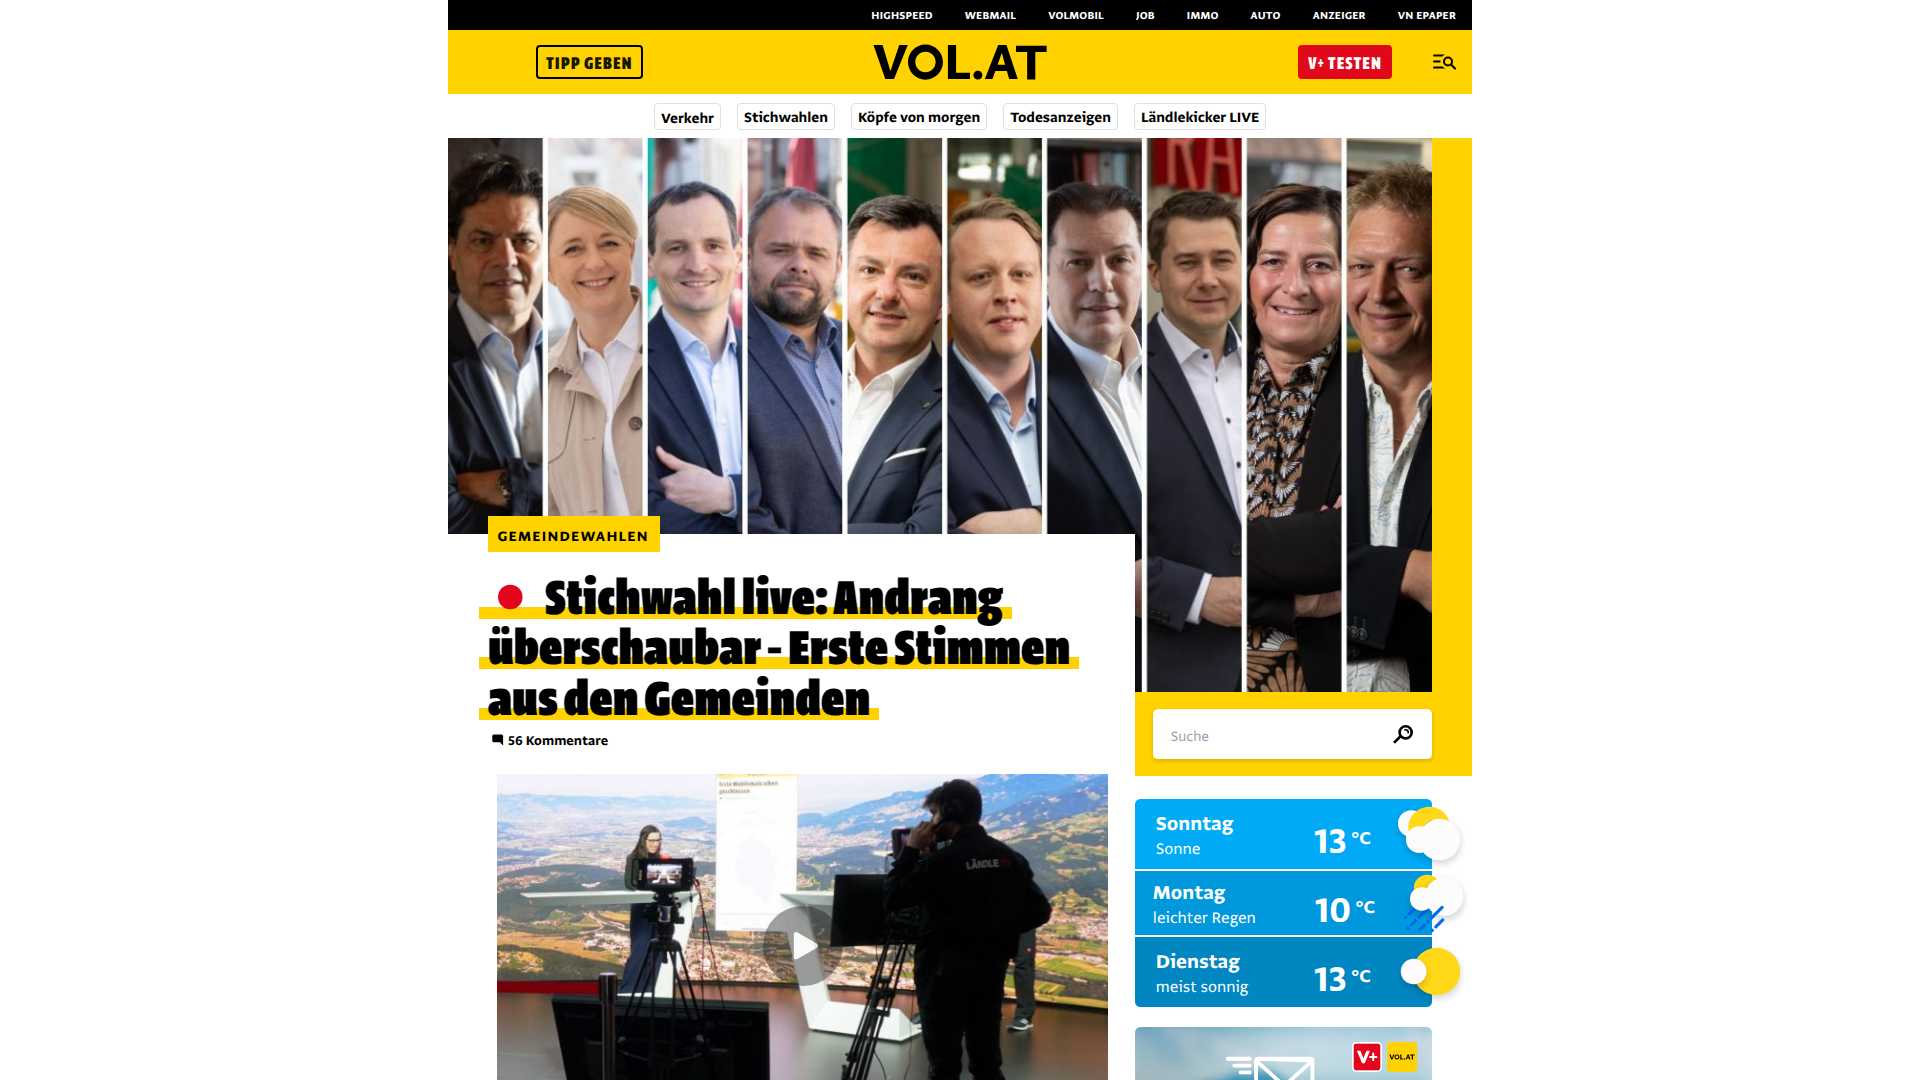 HIGHSPEED WEBMAIL VOLMOBIL JOB IMMO AUTO ANZEIGER VN EPAPER
TIPP GEBEN
VOL.AT
V+ TESTEN
Verkehr Stichwahlen Köpfe von morgen Todesanzeigen Ländlekicker LIVE
RA
GEMEINDEWAHLEN
Stichwahl live: Andrang
überschaubar - Erste Stimmen
aus den Gemeinden
56 Kommentare
Suche
LÄNDLE
Sonntag
Sonne
13 °C
Montag
leichter Regen
10 °C
Dienstag
meist sonnig
13 °C
V+ VOL.AT